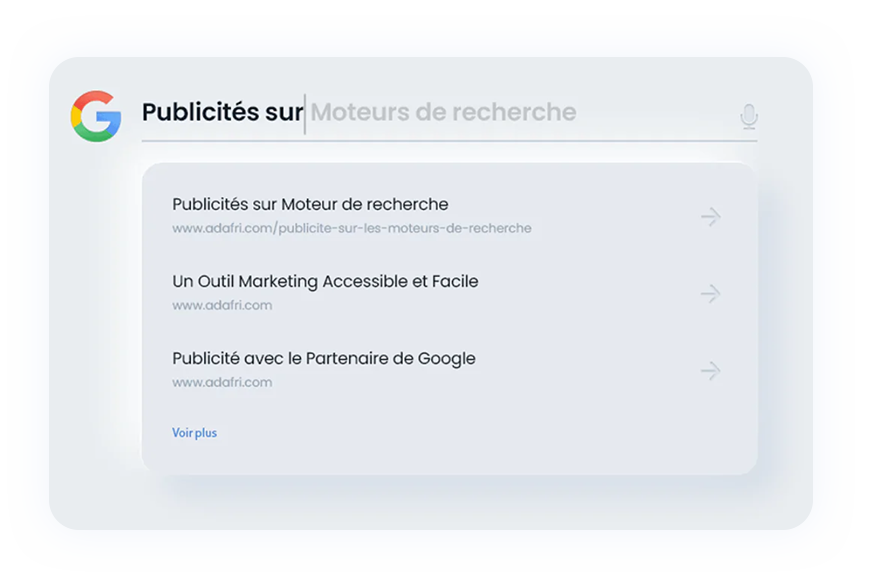 Publicités sur Moteurs de recherche
Publicités sur Moteur de recherche
www.adafri.com/publicite-sur-les-moteurs-de-recherche
Un Outil Marketing Accessible et Facile
www.adafri.com
Publicité avec le Partenaire de Google
www.adafri.com
Voir plus